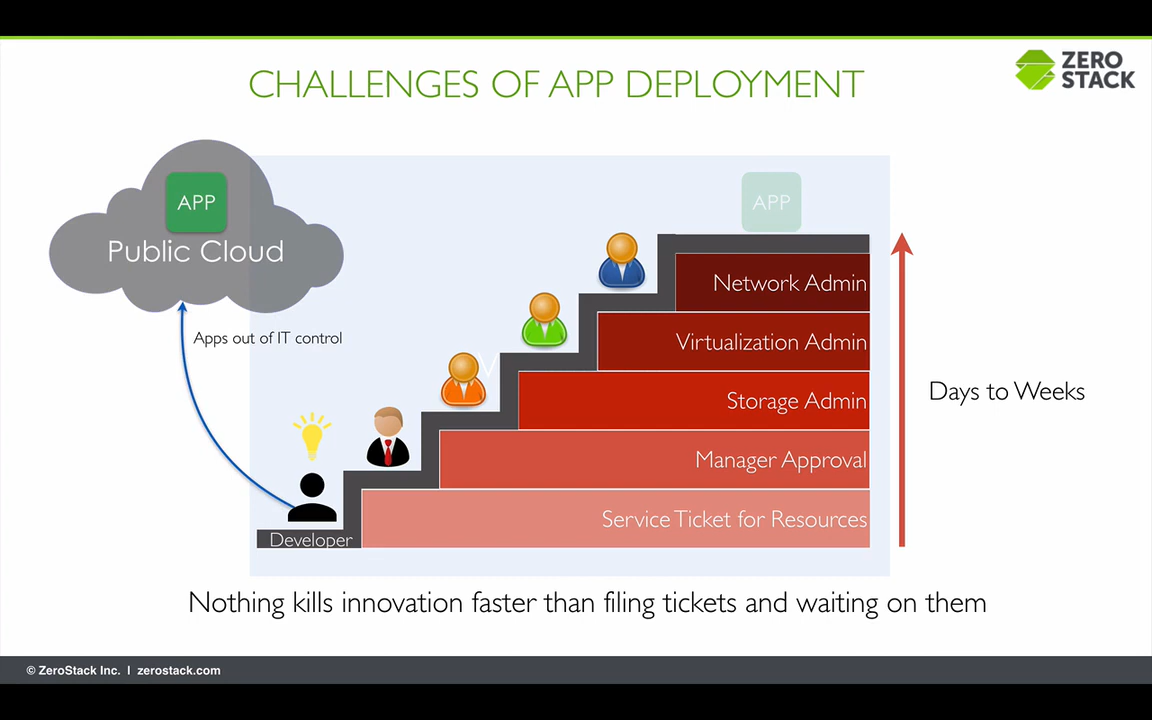 CHALLENGES OF APP DEPLOYMENT
ZERO
STACK
APP
Public Cloud
Apps out of IT control
APP
Network Admin
Virtualization Admin
Storage Admin
Manager Approval
Service Ticket for Resources
Developer
Days to Weeks
Nothing kills innovation faster than filing tickets and waiting on them
© ZeroStack Inc. I zerostack.com